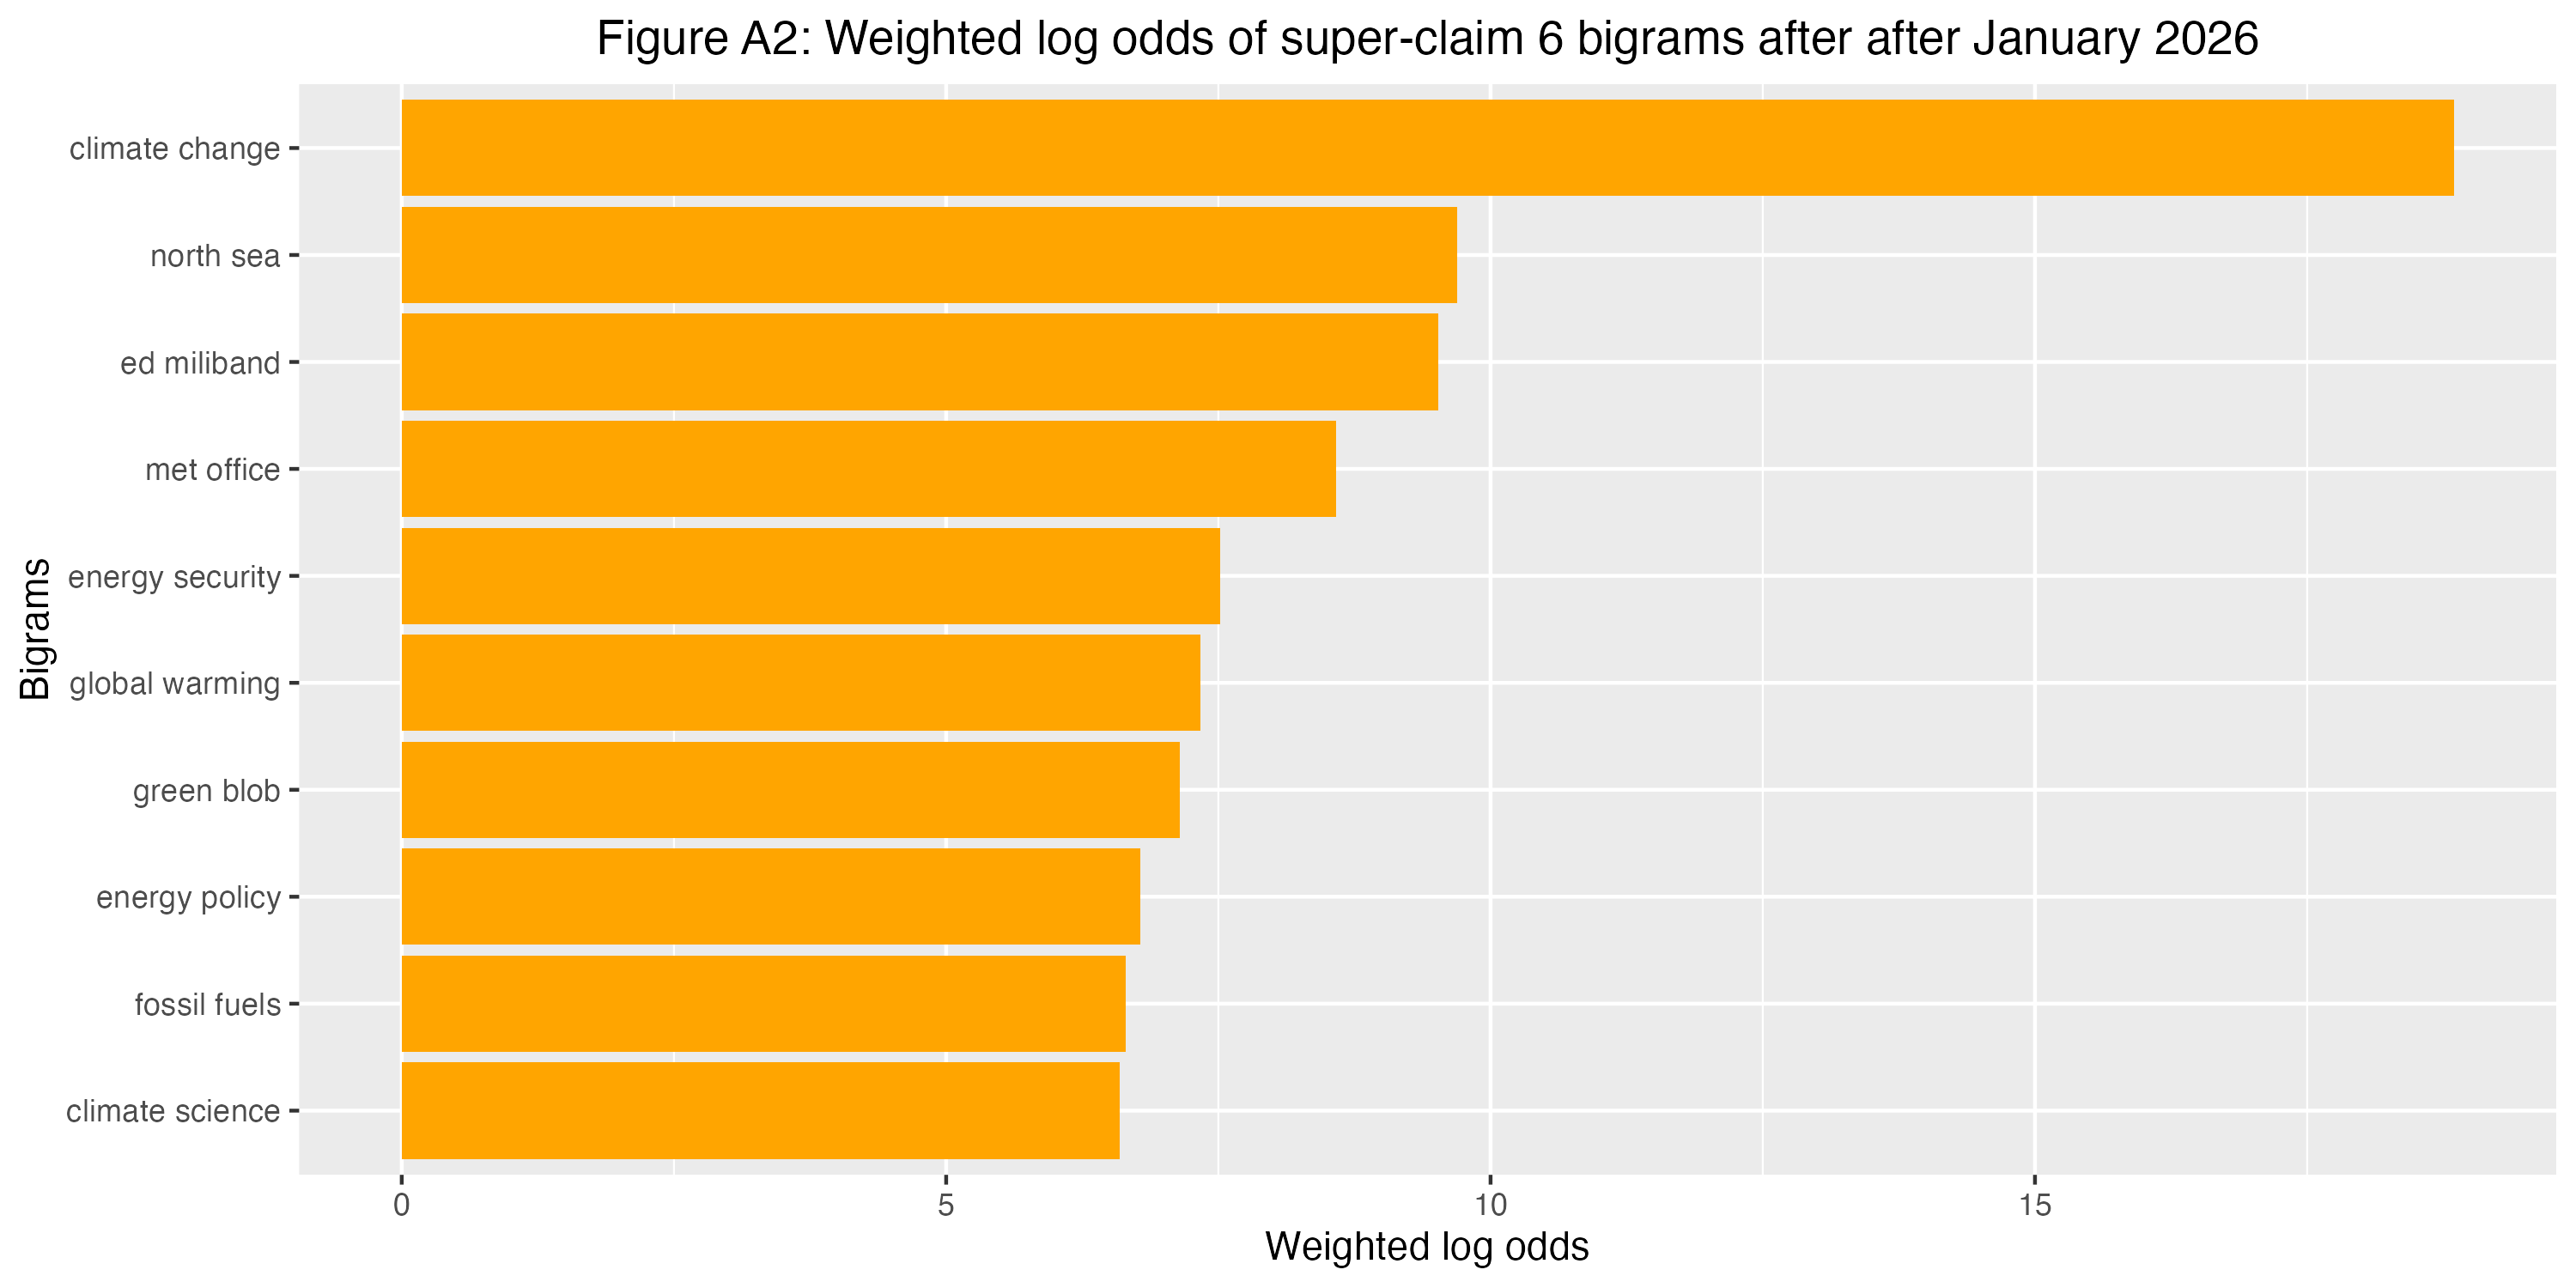 Figure A2: Weighted log odds of super-claim 6 bigrams after after January 2026
Bigrams
climate change
north sea
ed miliband
met office
energy security
global warming
green blob
energy policy
fossil fuels
climate science
0 5 10 15
Weighted log odds